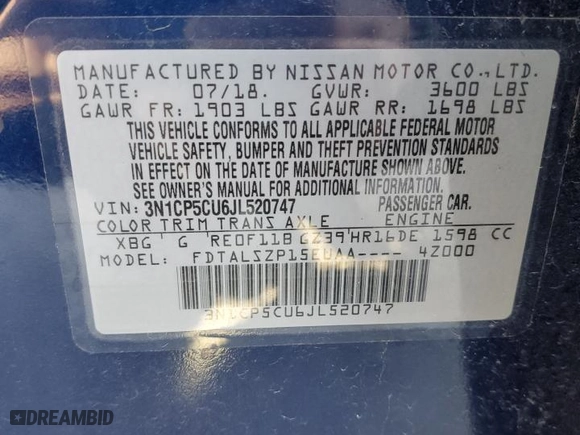 MANUFACTURED BY NISSAN MOTOR CO., LTD.
DATE: 07/18. GVWR: 3600 LBS
GAWR FR: 1903 LBS GAWR RR: 1698 LBS
THIS VEHICLE CONFORMS TO ALL APPLICABLE FEDERAL MOTOR
VEHICLE SAFETY, BUMPER AND THEFT PREVENTION STANDARDS
IN EFFECT ON THE DATE OF MANUFACTURE SHOWN ABOVE.
SEE OWNER'S MANUAL FOR ADDITIONAL INFORMATION.
VIN: 3N1CP5CU6JL520747 PASSENGER CAR.
COLOR TRIM TRANS AXLE ENGINE
XBG G RE0F11B GZ39 HR16DE 1598 CC
MODEL: FDTALSZP15EUAA---- 4Z000
3N1CP5CU6JL520747
DREAMBID